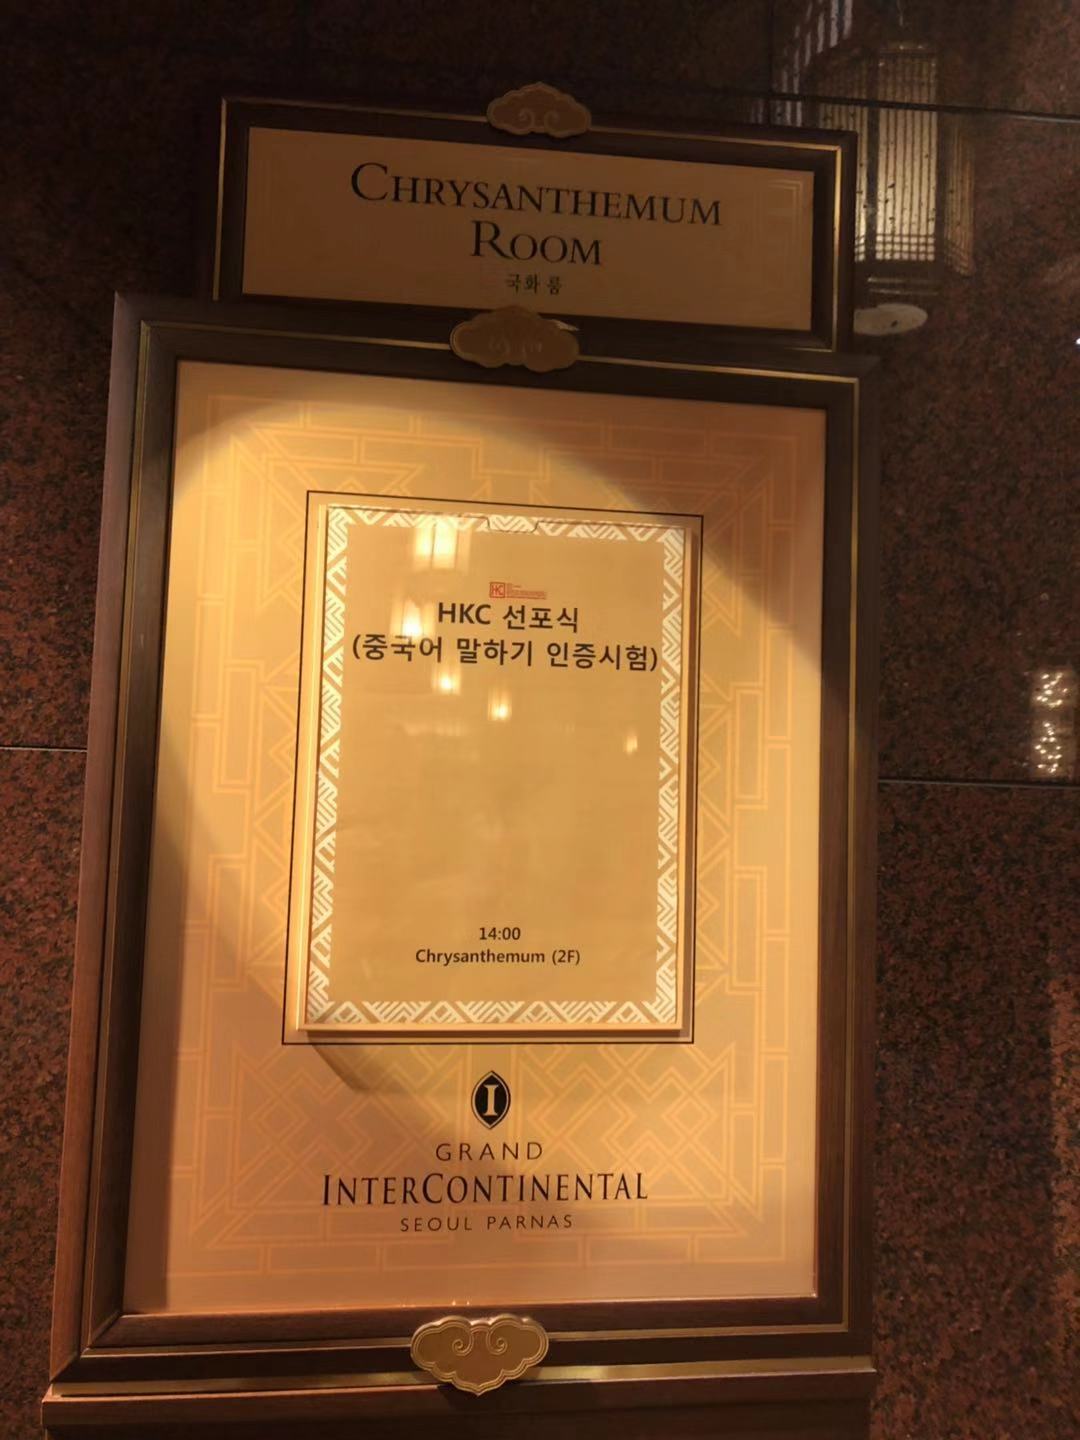 CHRYSANTHEMUM
ROOM
국화 룸
HC
HKC 선포식
(중국어 말하기 인증시험)
14:00
Chrysanthemum (2F)
I
GRAND
INTERCONTINENTAL
SEOUL PARNAS